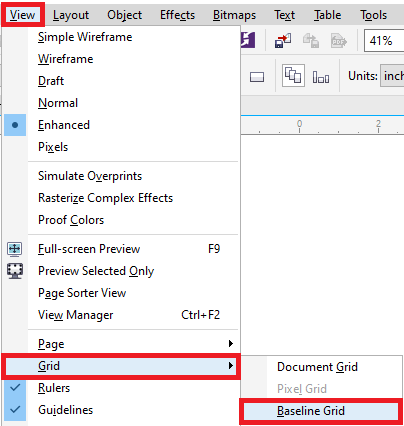 View Layout Object Effects Bitmaps Text Table Tools
Simple Wireframe
41%
Wireframe
Draft
Units: inch
Normal
Enhanced
0 2
Pixels
Simulate Overprints
Rasterize Complex Effects
Proof Colors
Full-screen Preview F9
Preview Selected Only
Page Sorter View
View Manager Ctrl+F2
Page
Grid
Document Grid
Rulers
Pixel Grid
Guidelines
Baseline Grid